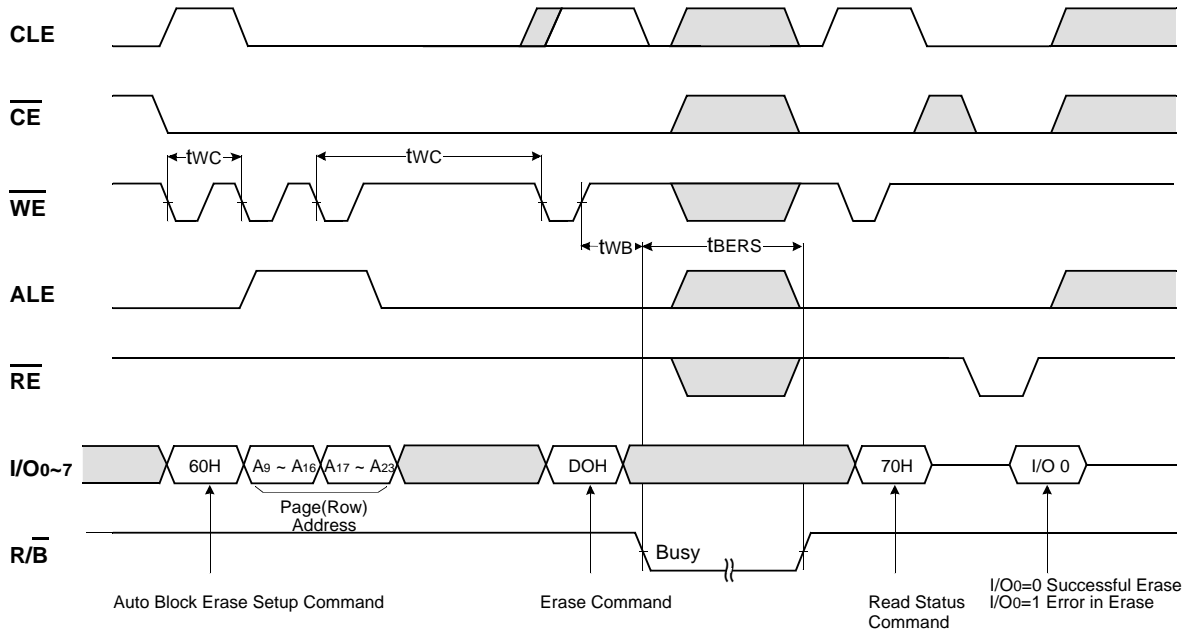 CLE
CE
tWC
tWC
WE
tWB
tBERS
ALE
RE
I/O0~7
60H
A9 ~ A16
A17 ~ A23
DOH
70H
I/O 0
Page(Row)
Address
R/B
Busy
Auto Block Erase Setup Command
Erase Command
Read Status
Command
I/O0=0 Successful Erase
I/O0=1 Error in Erase